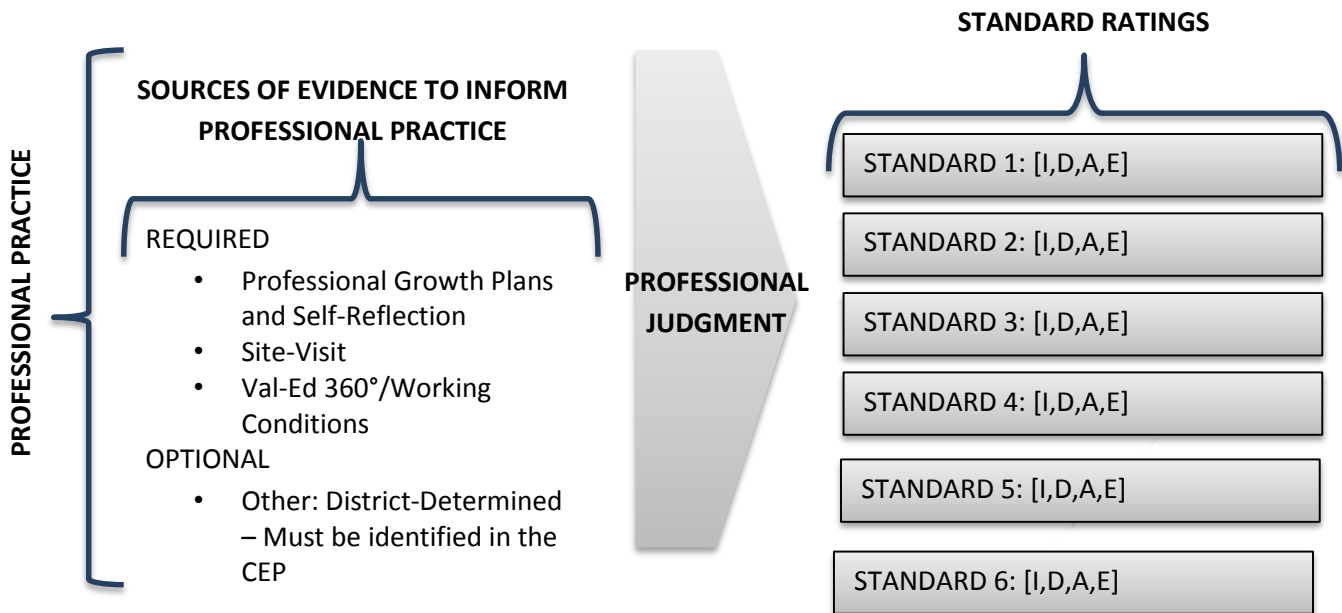 PROFESSIONAL PRACTICE
SOURCES OF EVIDENCE TO INFORM
PROFESSIONAL PRACTICE
REQUIRED
• Professional Growth Plans
and Self-Reflection
• Site-Visit
• Val-Ed 360°/Working
Conditions
OPTIONAL
• Other: District-Determined
– Must be identified in the
CEP
PROFESSIONAL
JUDGMENT
STANDARD RATINGS
STANDARD 1: [I,D,A,E]
STANDARD 2: [I,D,A,E]
STANDARD 3: [I,D,A,E]
STANDARD 4: [I,D,A,E]
STANDARD 5: [I,D,A,E]
STANDARD 6: [I,D,A,E]